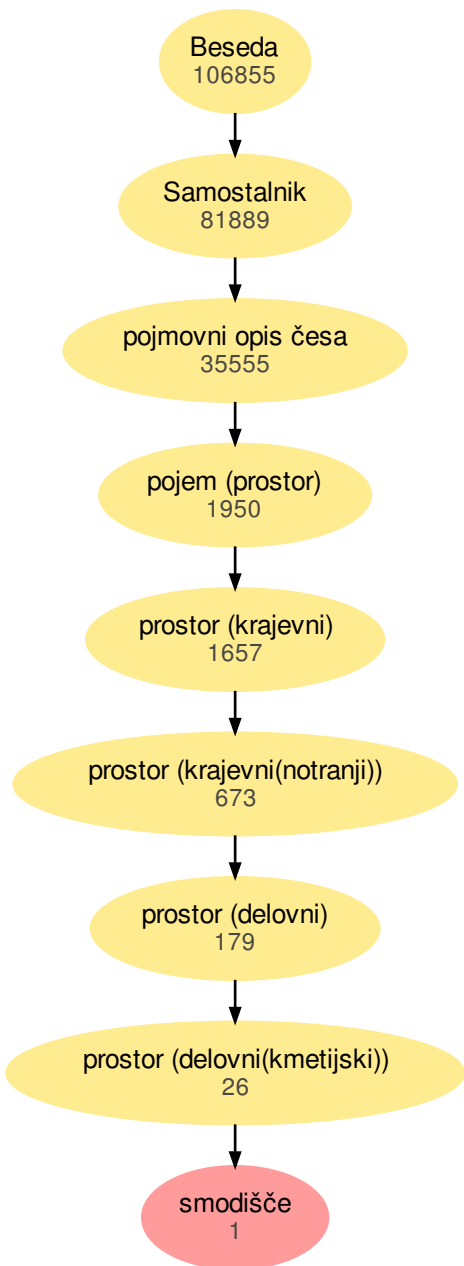 Beseda
106855
Samostalnik
81889
pojmovni opis česa
35555
pojem (prostor)
1950
prostor (krajevni)
1657
prostor (krajevni(notranji))
673
prostor (delovni)
179
prostor (delovni(kmetijski))
26
smodišče
1